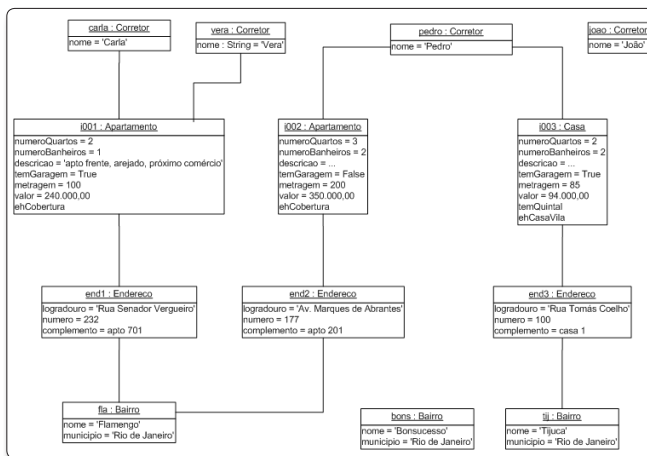 carla : Corretor
nome = 'Carla'
vera : Corretor
nome : String = 'Vera'
pedro : Corretor
nome = 'Pedro'
joao : Corretor
nome = 'João'
i001 : Apartamento
numeroQuartos = 2
numeroBanheiros = 1
descricao = 'apto frente, arejado, próximo comércio'
temGaragem = True
metragem = 100
valor = 240.000,00
ehCobertura
i002 : Apartamento
numeroQuartos = 3
numeroBanheiros = 2
descricao = ...
temGaragem = False
metragem = 200
valor = 350.000,00
ehCobertura
i003 : Casa
numeroQuartos = 2
numeroBanheiros = 2
descricao = ...
temGaragem = True
metragem = 85
valor = 94.000,00
temQuintal
ehCasaVila
end1 : Endereco
logradouro = 'Rua Senador Vergueiro'
numero = 232
complemento = apto 701
end2 : Endereco
logradouro = 'Av. Marques de Abrantes'
numero = 177
complemento = apto 201
end3 : Endereco
logradouro = 'Rua Tomás Coelho'
numero = 100
complemento = casa 1
fla : Bairro
nome = 'Flamengo'
municipio = 'Rio de Janeiro'
bons : Bairro
nome = 'Bonsucesso'
municipio = 'Rio de Janeiro'
tij : Bairro
nome = 'Tijuca'
municipio = 'Rio de Janeiro'